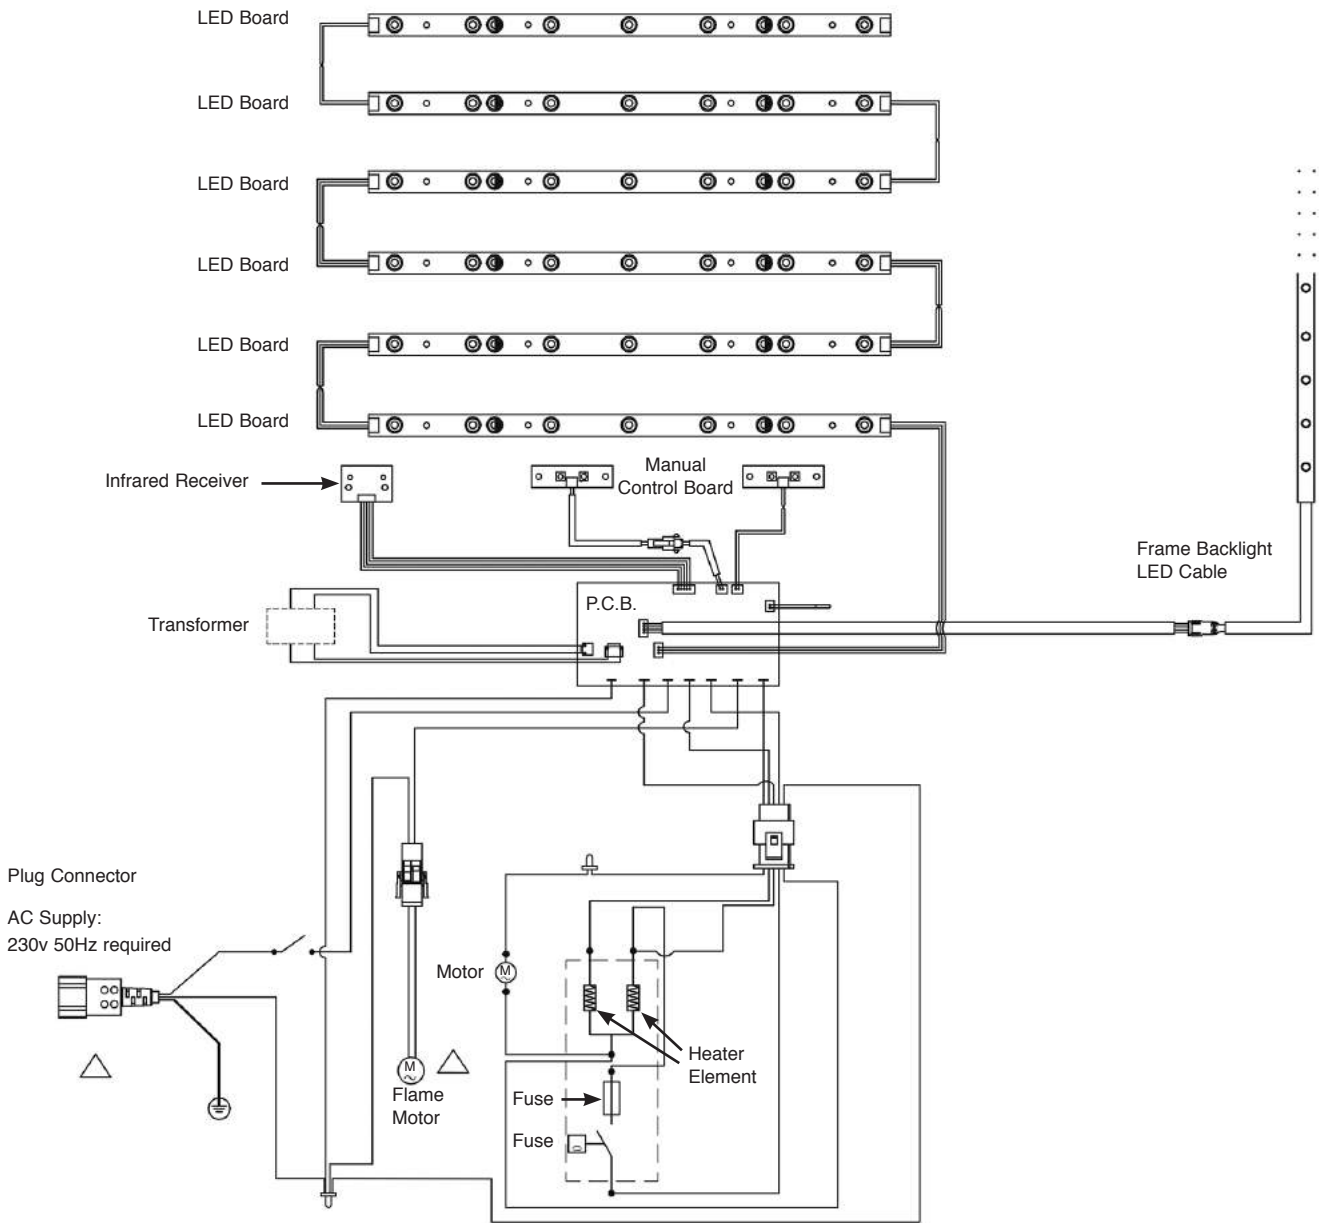 LED Board
LED Board
LED Board
LED Board
LED Board
LED Board
Infrared Receiver
Manual
Control Board
Frame Backlight
LED Cable
P.C.B.
Transformer
Plug Connector
AC Supply:
230v 50Hz required
Motor
M
Heater
Element
M
Flame
Motor
Fuse
Fuse